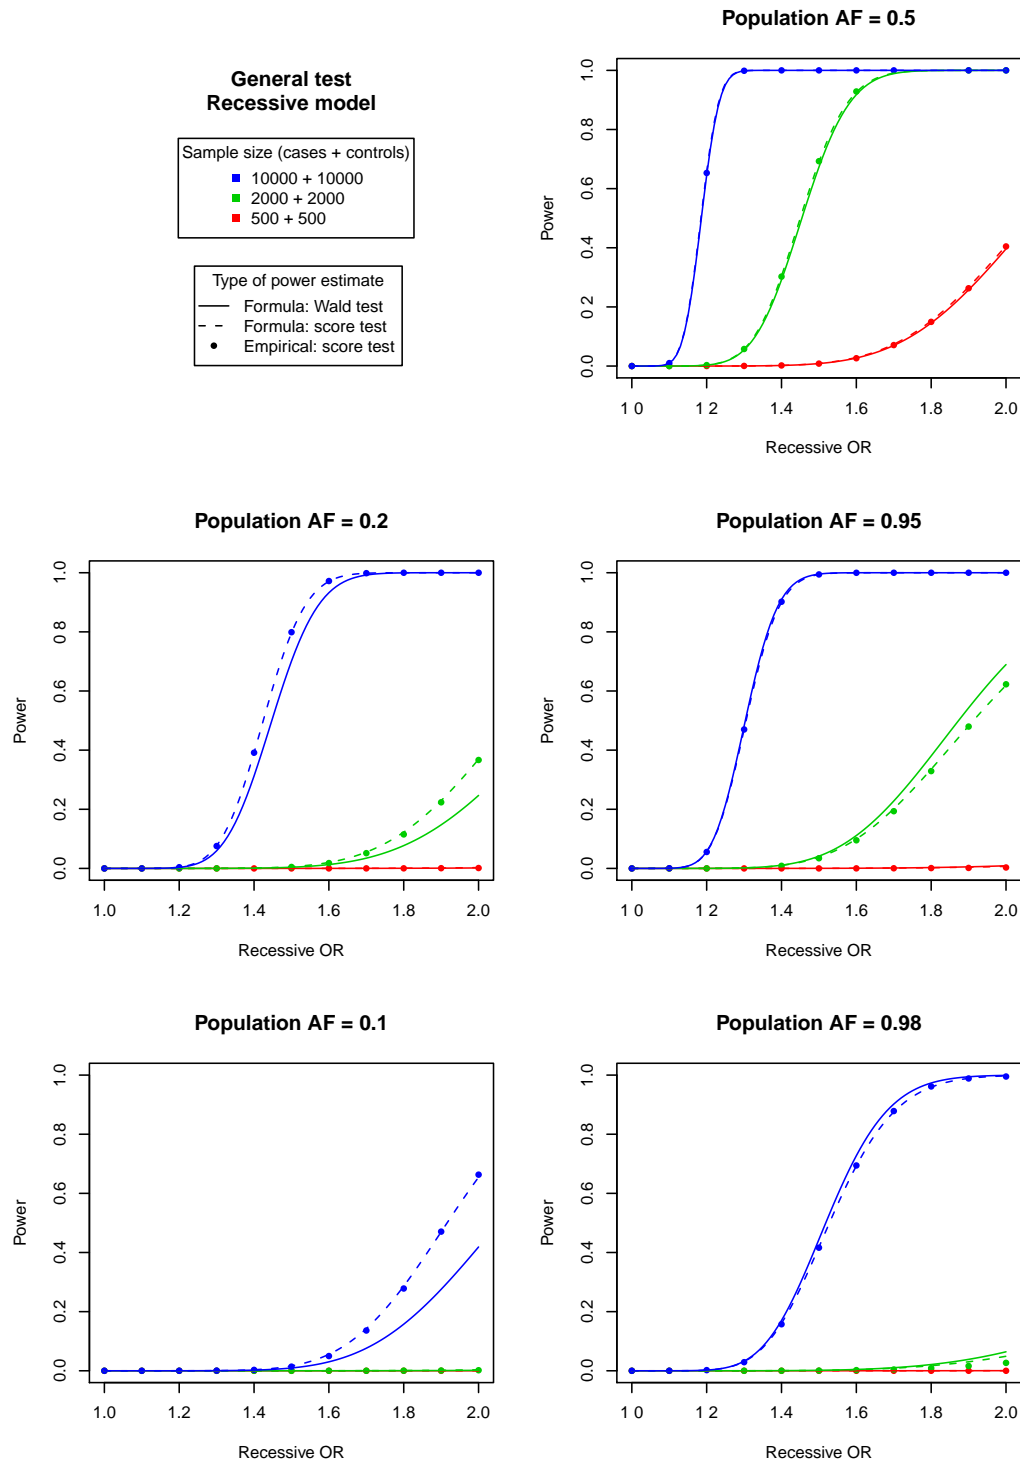 General test
Recessive model
Sample size (cases + controls)
10000 + 10000
2000 + 2000
500 + 500
Type of power estimate
Formula: Wald test
Formula: score test
Empirical: score test
Population AF = 0.5
Power
0.0 0.2 0.4 0.6 0.8 1.0
1 0 1 2 1.4 1.6 1.8 2.0
Recessive OR
Population AF = 0.2
Power
0.0 0.2 0.4 0.6 0.8 1.0
1.0 1.2 1.4 1.6 1.8 2.0
Recessive OR
Population AF = 0.95
Power
0.0 0.2 0.4 0.6 0.8 1.0
1 0 1 2 1.4 1.6 1.8 2.0
Recessive OR
Population AF = 0.1
Power
0.0 0.2 0.4 0.6 0.8 1.0
1.0 1.2 1.4 1.6 1.8 2.0
Recessive OR
Population AF = 0.98
Power
0.0 0.2 0.4 0.6 0.8 1.0
1 0 1 2 1.4 1.6 1.8 2.0
Recessive OR